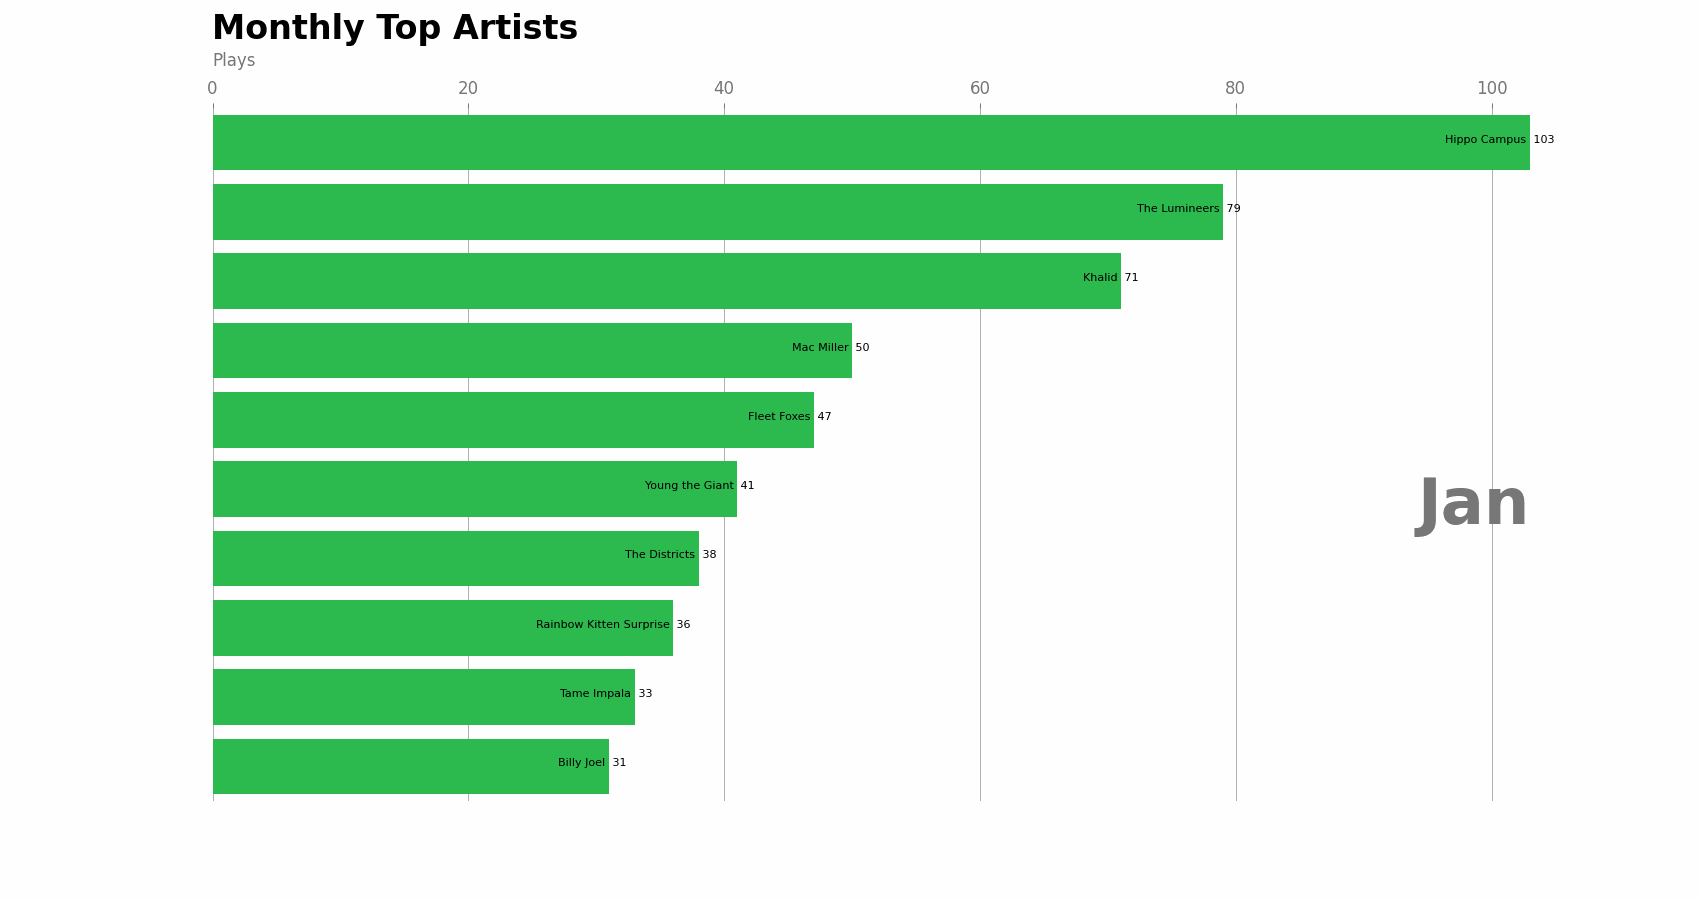 Monthly Top Artists
Plays
0 20 40 60 80 100
Hippo Campus 103
The Lumineers 79
Khalid 71
Mac Miller 50
Fleet Foxes 47
Young the Giant 41
Jan
The Districts 38
Rainbow Kitten Surprise 36
Tame Impala 33
Billy Joel 31